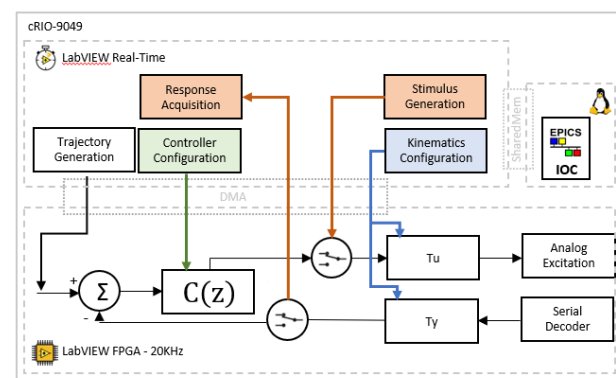 cRIO-9049
LabVIEW Real-Time
Response
Acquisition
Stimulus
Generation
Trajectory
Generation
Controller
Configuration
Kinematics
Configuration
SharedMem
EPICS
IOC
DMA
Tu
Analog
Excitation
+
Σ
C(z)
-
Ty
Serial
Decoder
LabVIEW FPGA - 20KHz